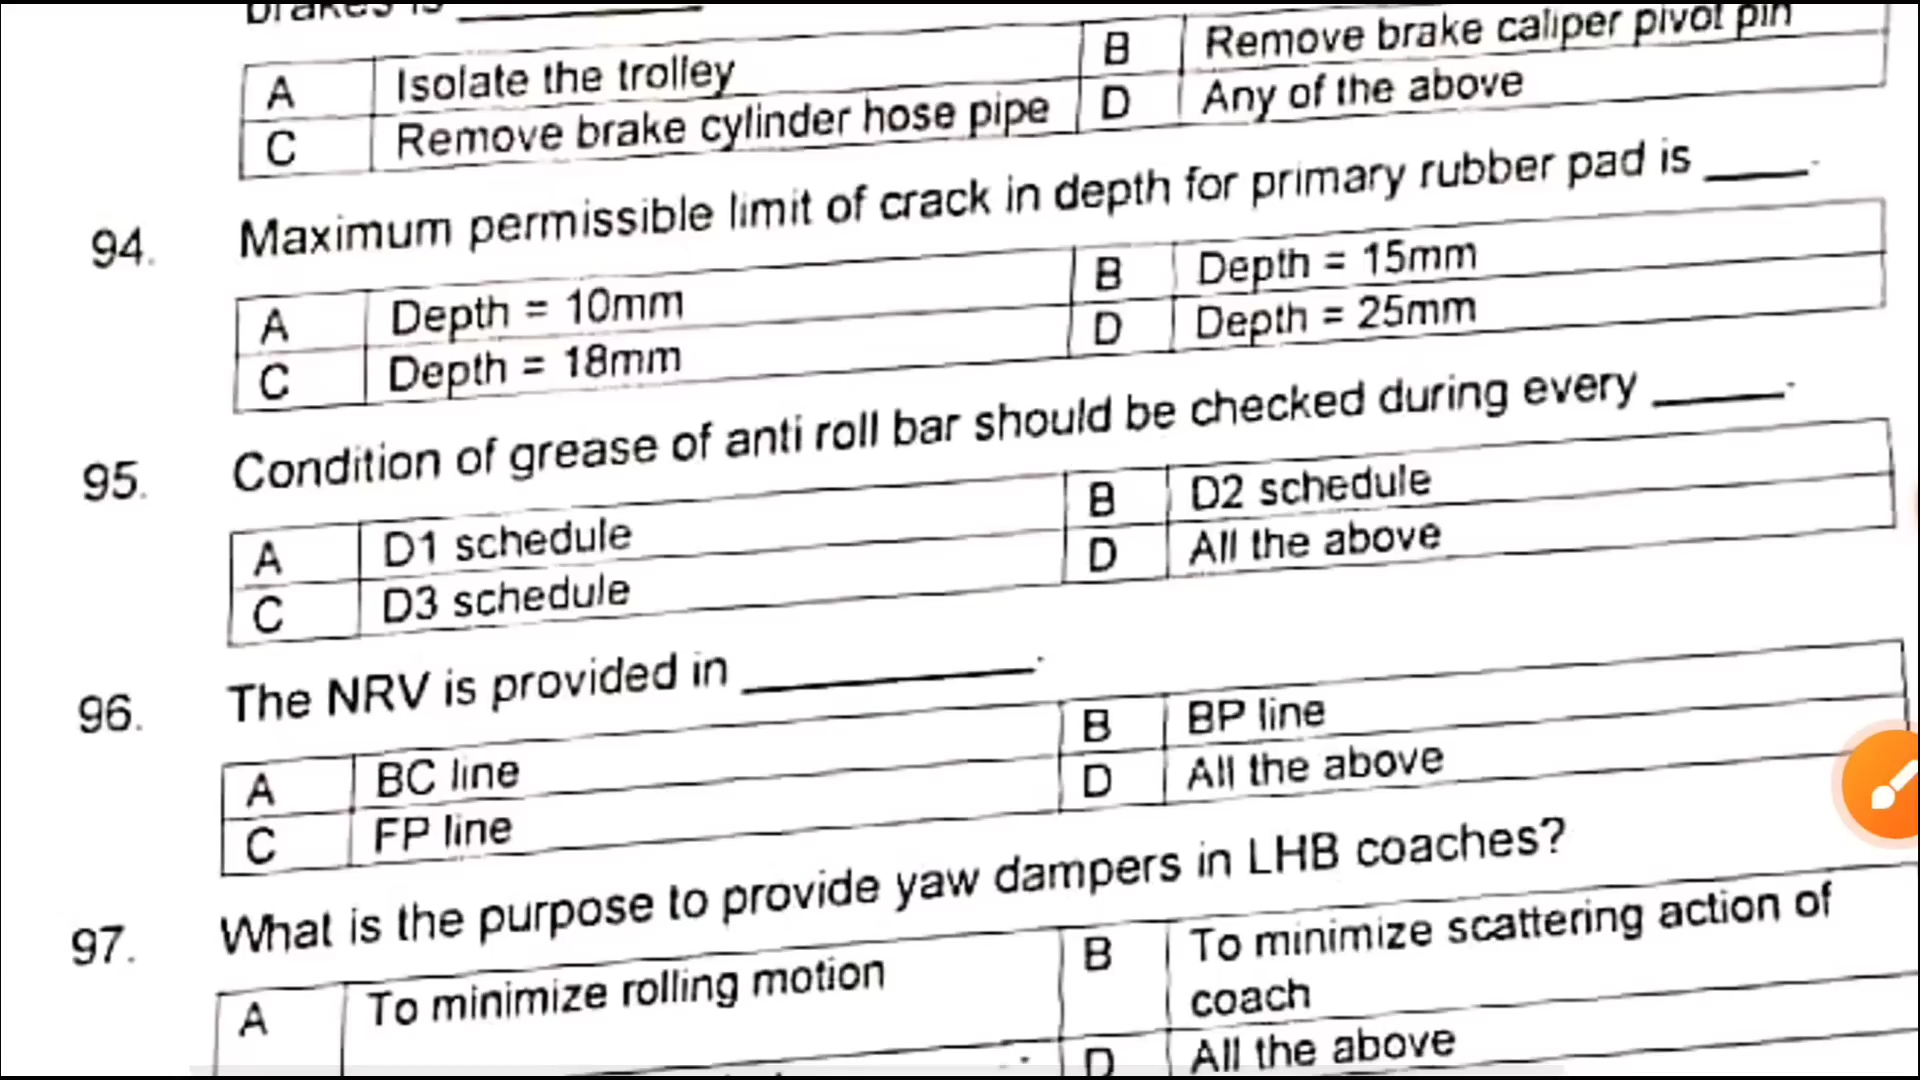 brakes is ________
A Isolate the trolley B Remove brake caliper pivot pin
C Remove brake cylinder hose pipe D Any of the above
94. Maximum permissible limit of crack in depth for primary rubber pad is ____.
A Depth = 10mm B Depth = 15mm
C Depth = 18mm D Depth = 25mm
95. Condition of grease of anti roll bar should be checked during every _____.
A D1 schedule B D2 schedule
C D3 schedule D All the above
96. The NRV is provided in __________.
A BC line B BP line
C FP line D All the above
97. What is the purpose to provide yaw dampers in LHB coaches?
A To minimize rolling motion B To minimize scattering action of
coach
D All the above